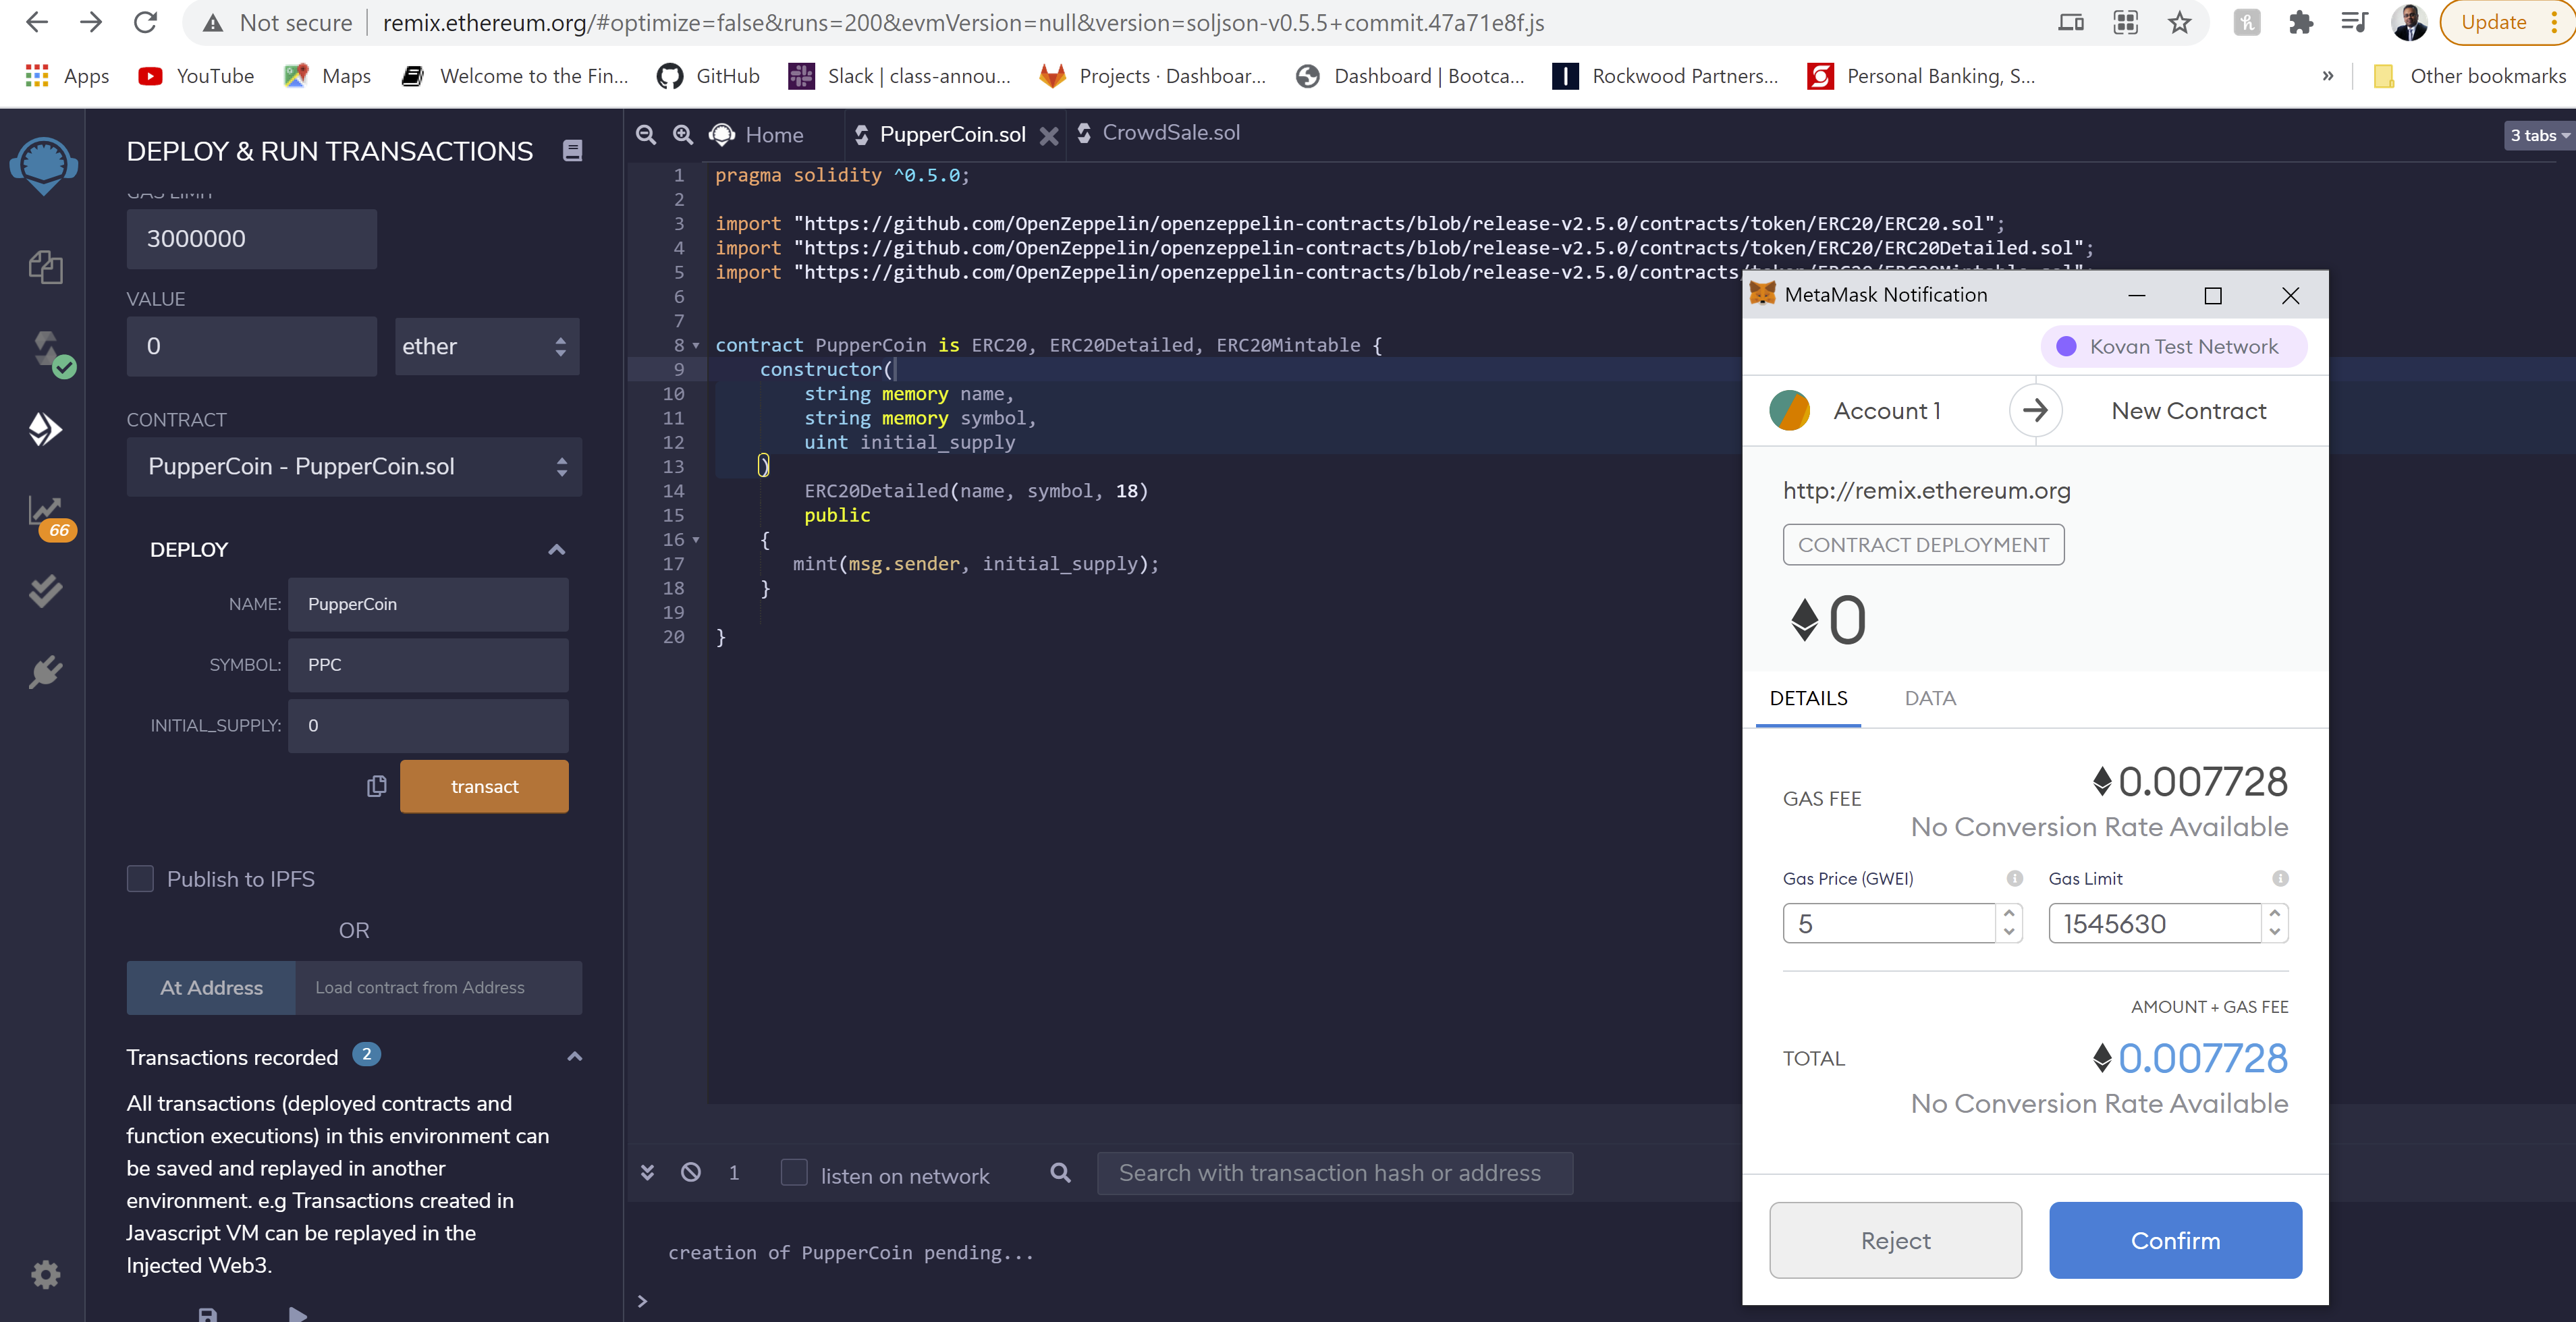 Not secure
remix.ethereum.org/#optimize=false&runs=200&evmVersion=null&version=soljson-v0.5.5+commit.47a71e8f.js
Update
Apps
YouTube
Maps
Welcome to the Fin...
GitHub
Slack | class-annou...
Projects · Dashboar...
Dashboard | Bootca...
Rockwood Partners...
Personal Banking, S...
»
Other bookmarks
DEPLOY & RUN TRANSACTIONS
GAS LIMIT
3000000
VALUE
0
ether
CONTRACT
PupperCoin - PupperCoin.sol
66
DEPLOY
NAME:
PupperCoin
SYMBOL:
PPC
INITIAL_SUPPLY:
0
transact
Publish to IPFS
OR
At Address
Load contract from Address
Transactions recorded 2
All transactions (deployed contracts and
function executions) in this environment can
be saved and replayed in another
environment. e.g Transactions created in
Javascript VM can be replayed in the
Injected Web3.
Home
PupperCoin.sol
CrowdSale.sol
3 tabs
1 pragma solidity ^0.5.0;
2
3 import "https://github.com/OpenZeppelin/openzeppelin-contracts/blob/release-v2.5.0/contracts/token/ERC20/ERC20.sol";
4 import "https://github.com/OpenZeppelin/openzeppelin-contracts/blob/release-v2.5.0/contracts/token/ERC20/ERC20Detailed.sol";
5 import "https://github.com/OpenZeppelin/openzeppelin-contracts/blob/release-v2.5.0/contracts/token/ERC20/ERC20Mintable.sol";
6
7
8 contract PupperCoin is ERC20, ERC20Detailed, ERC20Mintable {
9 constructor(
10 string memory name,
11 string memory symbol,
12 uint initial_supply
13 )
14 ERC20Detailed(name, symbol, 18)
15 public
16 {
17 mint(msg.sender, initial_supply);
18 }
19
20 }
1
listen on network
Search with transaction hash or address
creation of PupperCoin pending...
>
MetaMask Notification
Kovan Test Network
Account 1
New Contract
http://remix.ethereum.org
CONTRACT DEPLOYMENT
0
DETAILS
DATA
GAS FEE
0.007728
No Conversion Rate Available
Gas Price (GWEI)
Gas Limit
5
1545630
AMOUNT + GAS FEE
TOTAL
0.007728
No Conversion Rate Available
Reject
Confirm